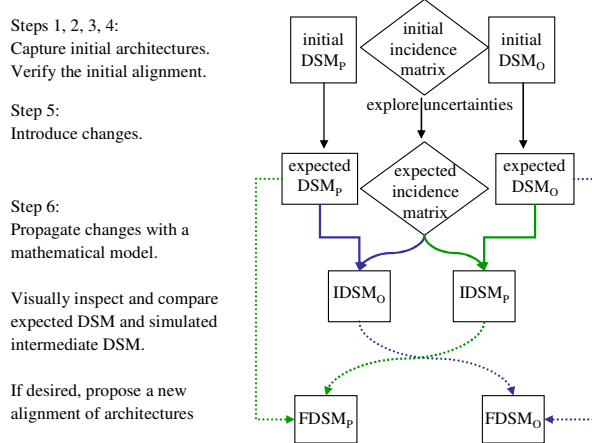 Steps 1, 2, 3, 4:
Capture initial architectures.
Verify the initial alignment.
initial
DSMP
initial
incidence
matrix
initial
DSMO
explore uncertainties
Step 5:
Introduce changes.
expected
DSMP
expected
incidence
matrix
expected
DSMO
Step 6:
Propagate changes with a
mathematical model.
IDSMO
IDSMP
Visually inspect and compare
expected DSM and simulated
intermediate DSM.
If desired, propose a new
alignment of architectures
FDSMP
FDSMO